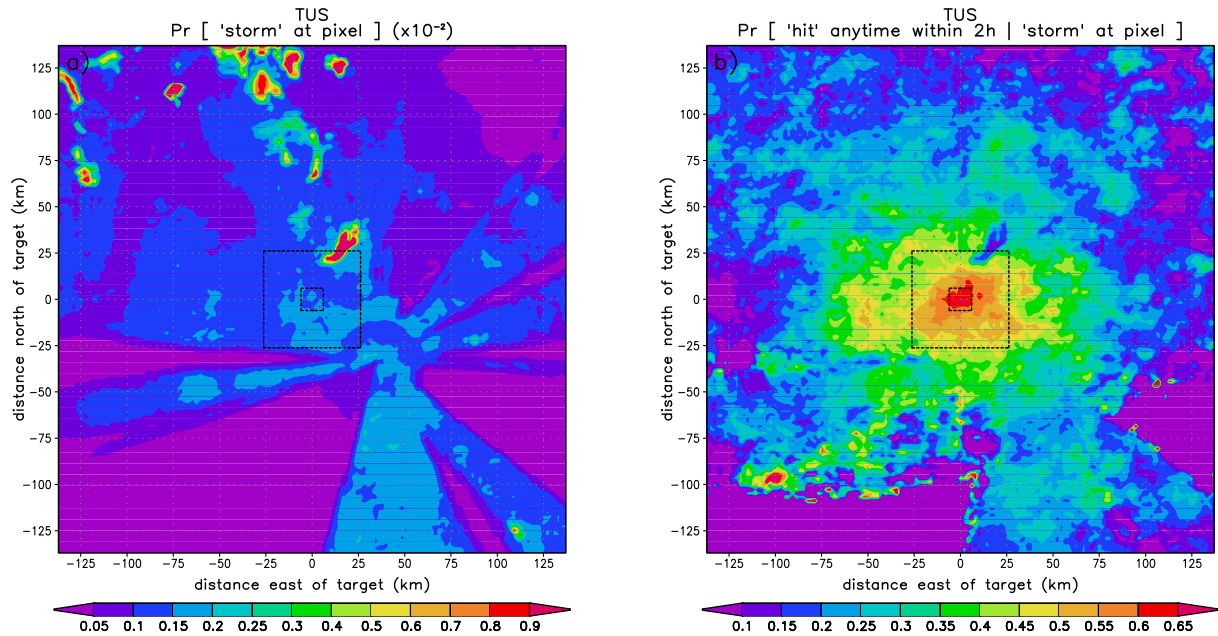 TUS
Pr [ 'storm' at pixel ] (x10⁻²)
a)
125
100
75
50
25
0
−25
−50
−75
−100
−125
distance north of target (km)
−125 −100 −75 −50 −25 0 25 50 75 100 125
distance east of target (km)
0.05 0.1 0.15 0.2 0.25 0.3 0.4 0.5 0.6 0.7 0.8 0.9
TUS
Pr [ 'hit' anytime within 2h | 'storm' at pixel ]
b)
125
100
75
50
25
0
−25
−50
−75
−100
−125
distance north of target (km)
−125 −100 −75 −50 −25 0 25 50 75 100 125
distance east of target (km)
0.1 0.15 0.2 0.25 0.3 0.35 0.4 0.45 0.5 0.55 0.6 0.65